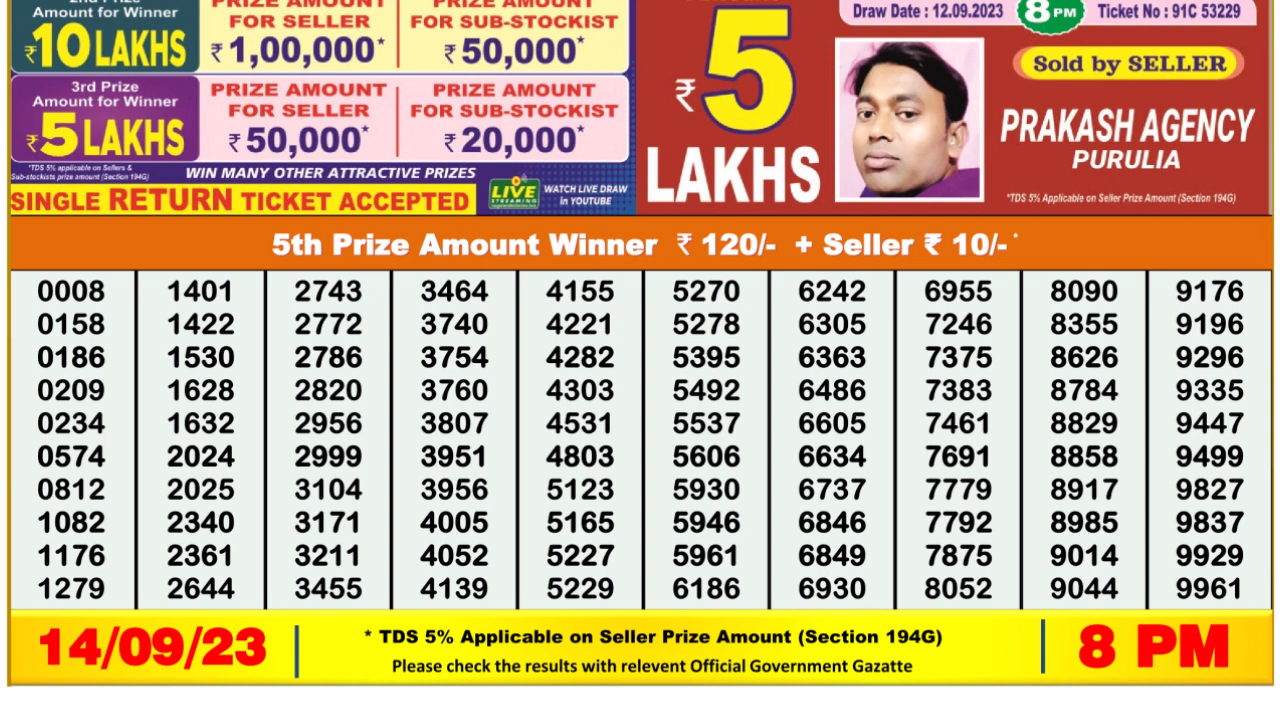 2nd Prize
Amount for Winner
₹10 LAKHS
PRIZE AMOUNT
FOR SELLER
₹ 1,00,000*
PRIZE AMOUNT
FOR SUB-STOCKIST
₹ 50,000*
3rd Prize
Amount for Winner
₹5 LAKHS
PRIZE AMOUNT
FOR SELLER
₹ 50,000*
PRIZE AMOUNT
FOR SUB-STOCKIST
₹ 20,000*
*TDS 5% applicable on Sellers &
Sub-stockists prize amount (Section 194G)
WIN MANY OTHER ATTRACTIVE PRIZES
SINGLE RETURN TICKET ACCEPTED
LIVE
STREAMING
WATCH LIVE DRAW
in YOUTUBE
₹ 5
LAKHS
Draw Date : 12.09.2023 8 PM Ticket No : 91C 53229
Sold by SELLER
PRAKASH AGENCY
PURULIA
*TDS 5% Applicable on Seller Prize Amount (Section 194G)
5th Prize Amount Winner ₹ 120/- + Seller ₹ 10/- *
0008 1401 2743 3464 4155 5270 6242 6955 8090 9176
0158 1422 2772 3740 4221 5278 6305 7246 8355 9196
0186 1530 2786 3754 4282 5395 6363 7375 8626 9296
0209 1628 2820 3760 4303 5492 6486 7383 8784 9335
0234 1632 2956 3807 4531 5537 6605 7461 8829 9447
0574 2024 2999 3951 4803 5606 6634 7691 8858 9499
0812 2025 3104 3956 5123 5930 6737 7779 8917 9827
1082 2340 3171 4005 5165 5946 6846 7792 8985 9837
1176 2361 3211 4052 5227 5961 6849 7875 9014 9929
1279 2644 3455 4139 5229 6186 6930 8052 9044 9961
14/09/23
* TDS 5% Applicable on Seller Prize Amount (Section 194G)
Please check the results with relevent Official Government Gazatte
8 PM